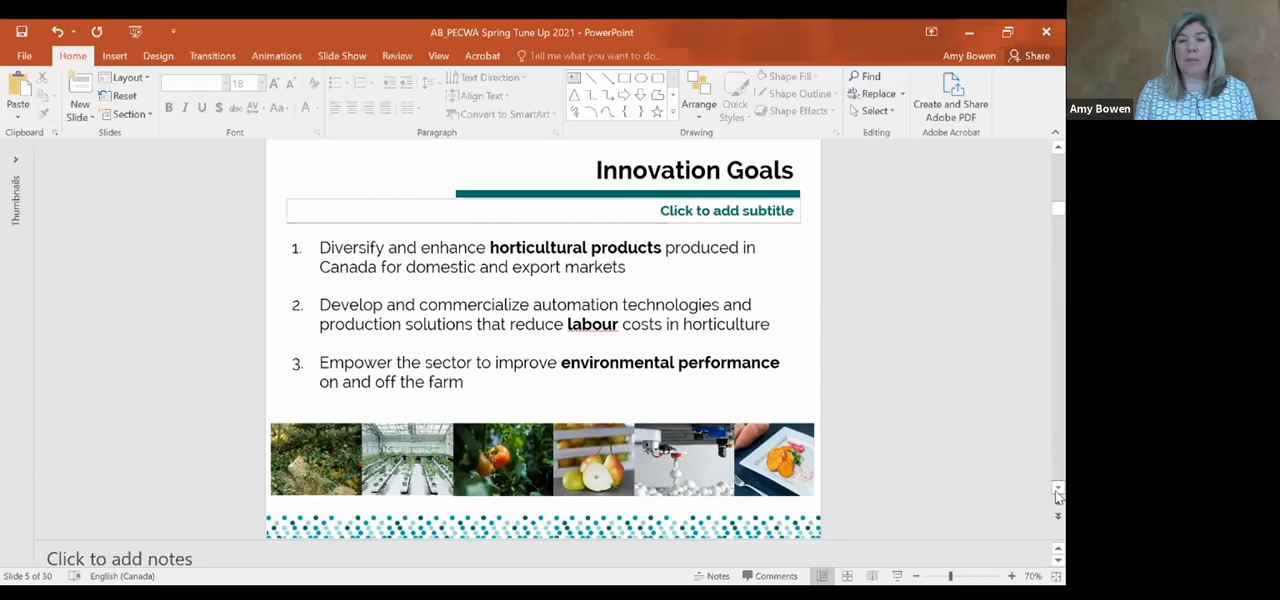 AB_PECWA Spring Tune Up 2021 - PowerPoint
File Home Insert Design Transitions Animations Slide Show Review View Acrobat Tell me what you want to do... Amy Bowen Share
Paste
Clipboard
New
Slide
Layout
Reset
Section
Slides
18
B I U S abc AV Aa A
Font
Text Direction
Align Text
Convert to SmartArt
Paragraph
Arrange
Quick
Styles
Shape Fill
Shape Outline
Shape Effects
Drawing
Find
Replace
Select
Editing
Create and Share
Adobe PDF
Adobe Acrobat
Amy Bowen
Thumbnails
Innovation Goals
Click to add subtitle
1. Diversify and enhance horticultural products produced in
Canada for domestic and export markets
2. Develop and commercialize automation technologies and
production solutions that reduce labour costs in horticulture
3. Empower the sector to improve environmental performance
on and off the farm
Click to add notes
Slide 5 of 30 English (Canada) Notes Comments 70%